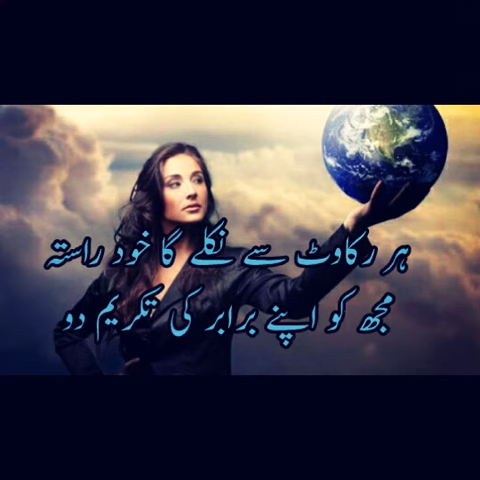 ہر رکاوٹ سے نکلے گا خود راستہ
مجھ کو اپنے برابر کی تکریم دو